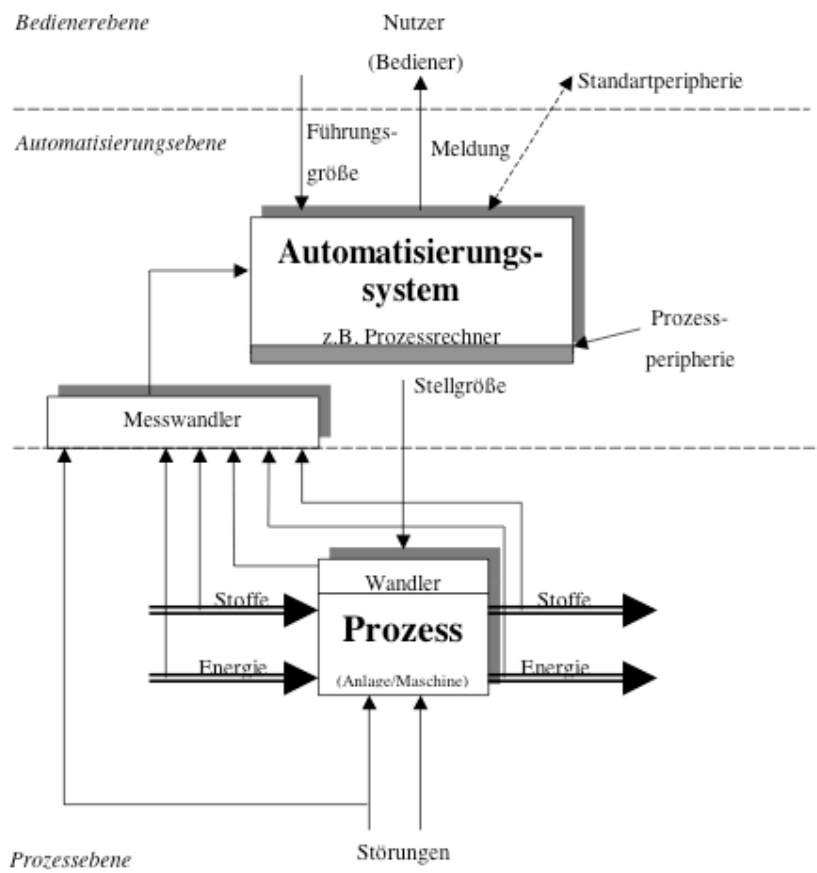 Bedienerebene
Nutzer
(Bediener)
Standartperipherie
Automatisierungsebene
Führungs-
größe
Meldung
Automatisierungs-
system
z.B. Prozessrechner
Prozess-
peripherie
Stellgröße
Messwandler
Wandler
Stoffe
Stoffe
Prozess
Energie
Energie
(Anlage/Maschine)
Störungen
Prozessebene